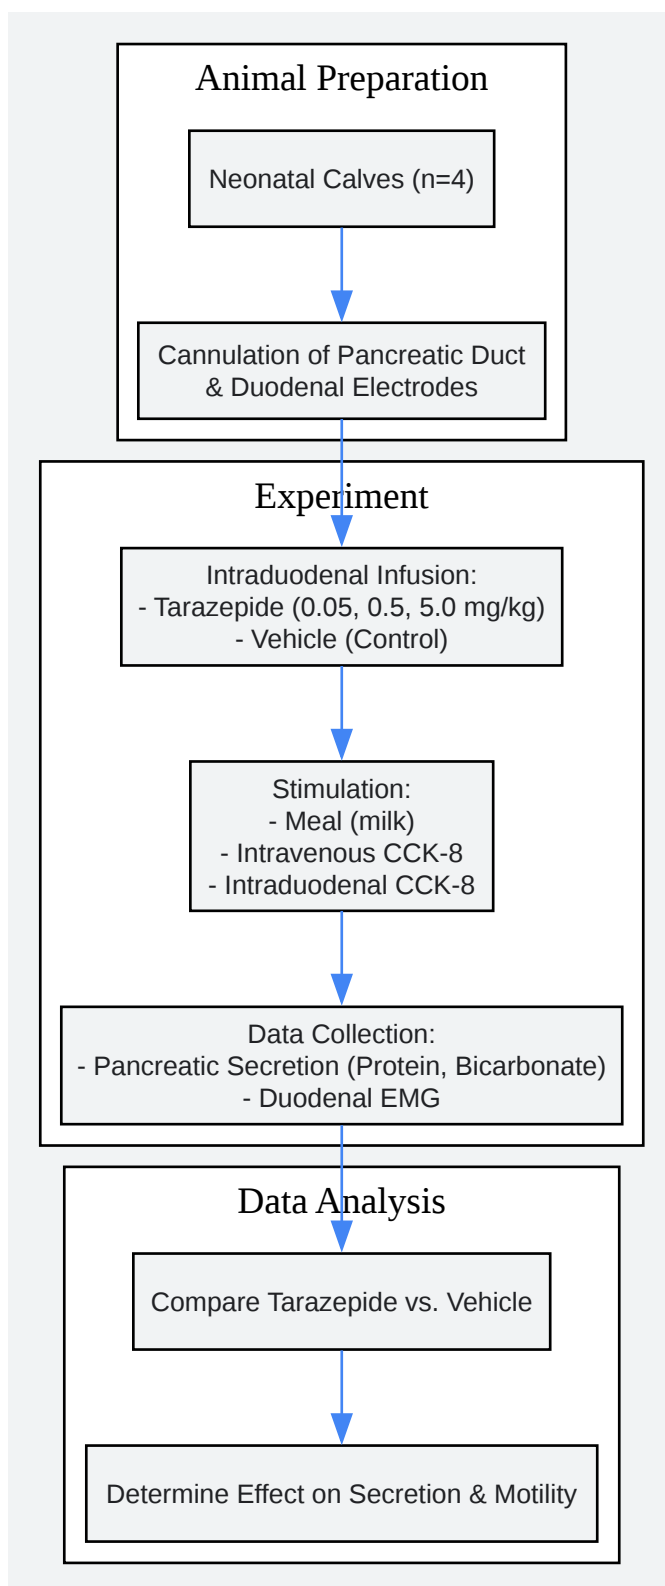 Animal Preparation
Neonatal Calves (n=4)
Cannulation of Pancreatic Duct
& Duodenal Electrodes
Experiment
Intraduodenal Infusion:
- Tarazepide (0.05, 0.5, 5.0 mg/kg)
- Vehicle (Control)
Stimulation:
- Meal (milk)
- Intravenous CCK-8
- Intraduodenal CCK-8
Data Collection:
- Pancreatic Secretion (Protein, Bicarbonate)
- Duodenal EMG
Data Analysis
Compare Tarazepide vs. Vehicle
Determine Effect on Secretion & Motility